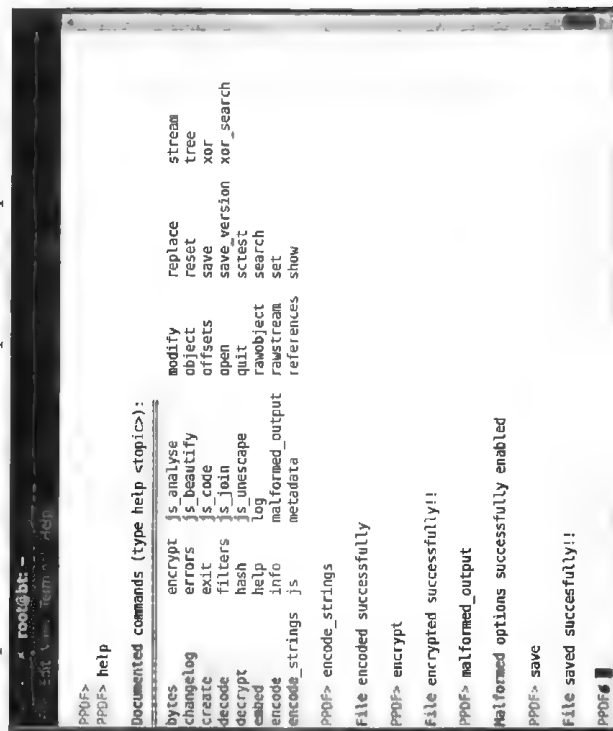 root@bt: ~
Edit View Terminal Help
PPDF>
PPDF> help
Documented commands (type help <topic>):
========================================
bytes encrypt js_analyse modify replace stream
changelog errors js_beautify object reset tree
create exit js_code offsets save xor
decode filters js_join open save_version xor_search
decrypt hash js_unescape quit sctest
embed help log rawobject search
encode info malformed_output rawstream set
encode_strings js metadata references show
PPDF> encode_strings
File encoded successfully
PPDF> encrypt
File encrypted successfully!!
PPDF> malformed_output
Malformed options successfully enabled
PPDF> save
File saved succesfully!!
PPDF